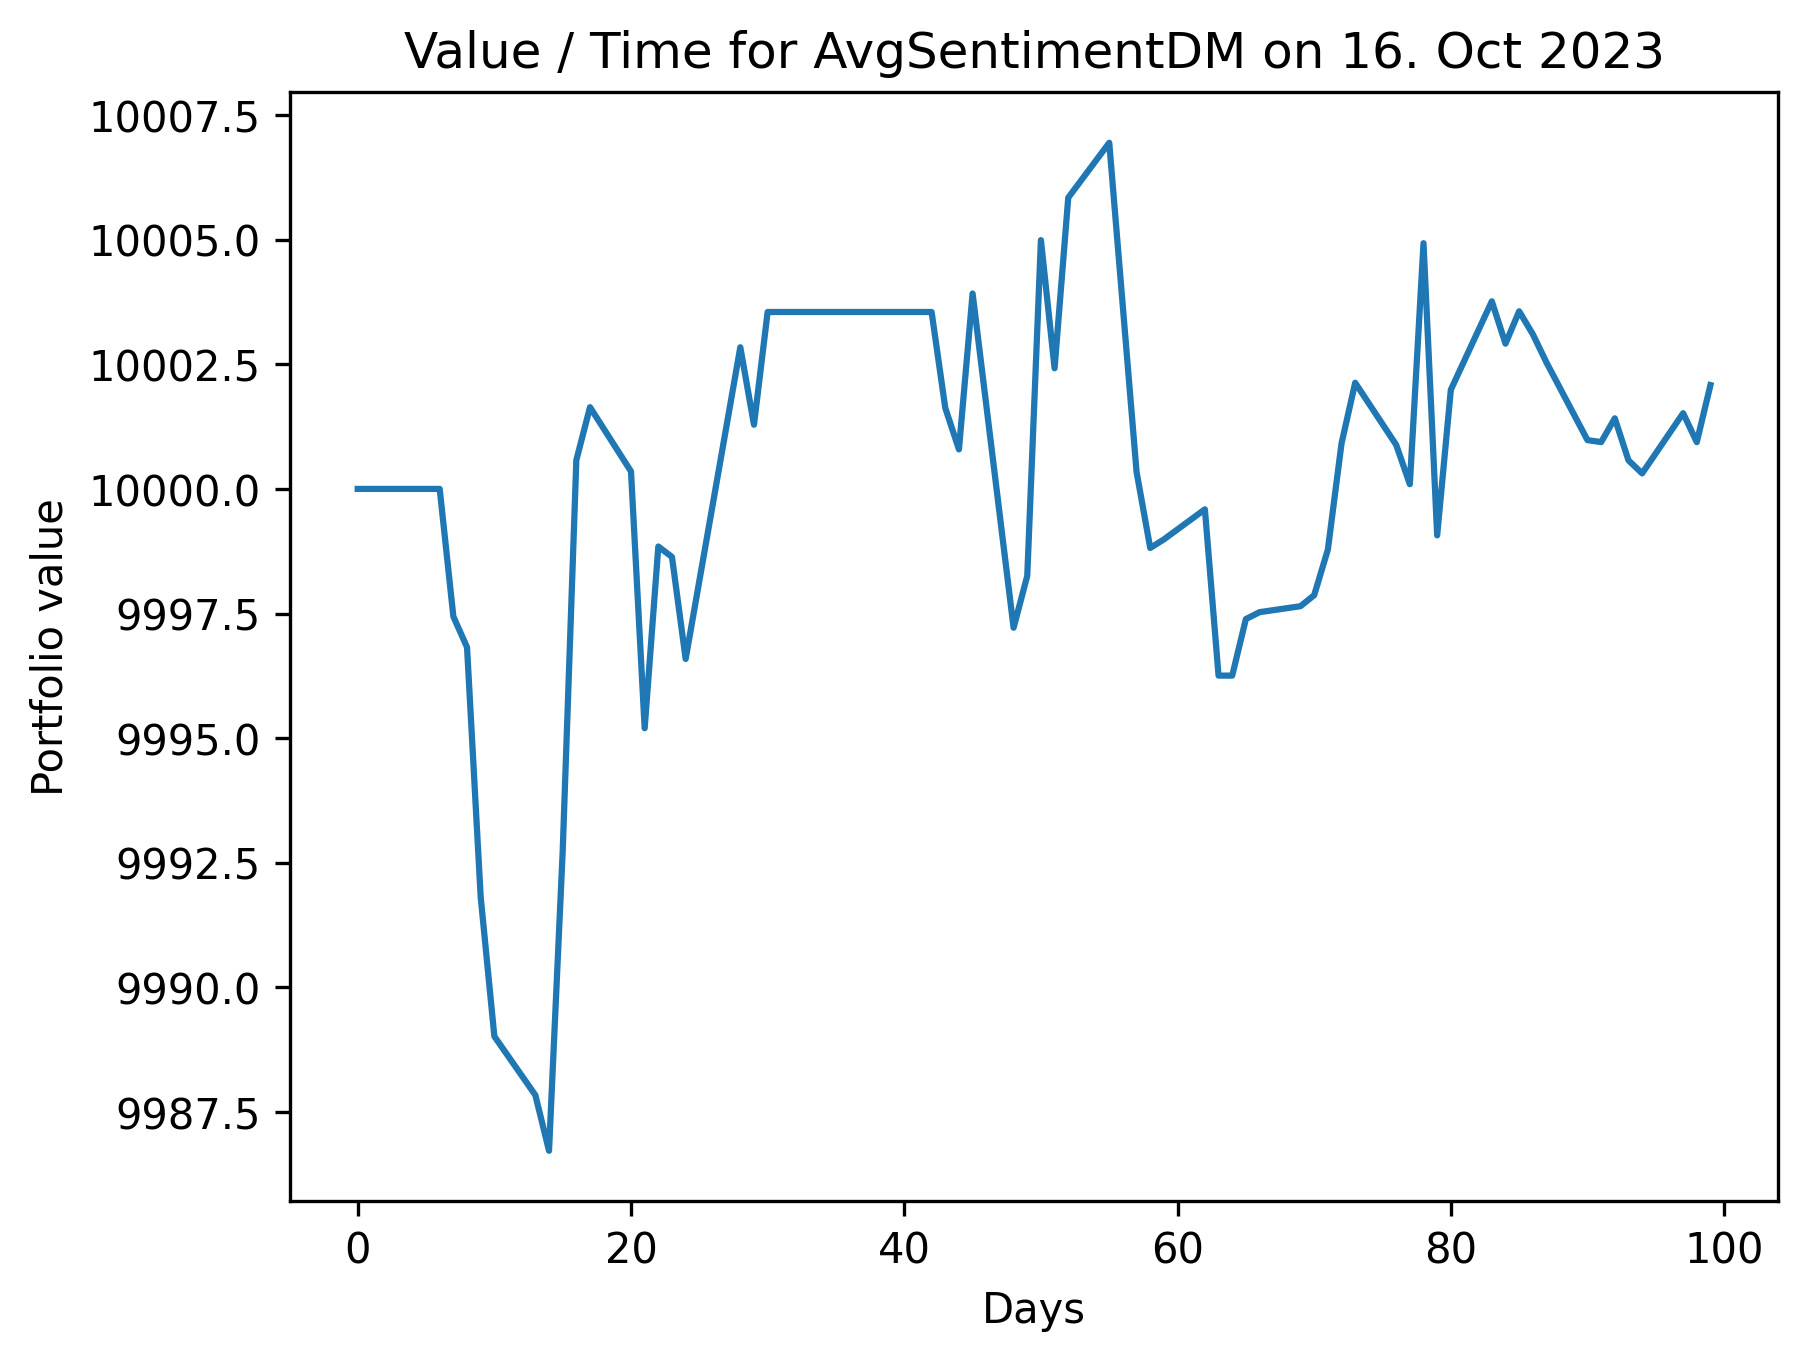 Value / Time for AvgSentimentDM on 16. Oct 2023
10007.5
10005.0
10002.5
10000.0
9997.5
9995.0
9992.5
9990.0
9987.5
Portfolio value
0 20 40 60 80 100
Days